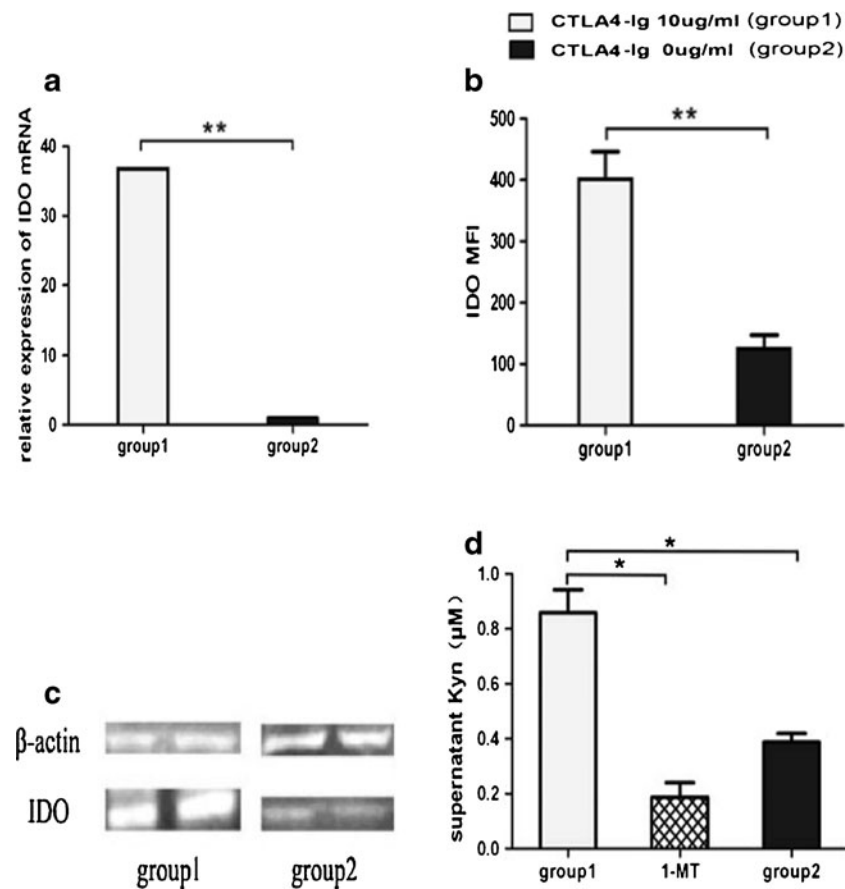 CTLA4-Ig 10ug/ml (group1)
CTLA4-Ig 0ug/ml (group2)
a
relative expression of IDO mRNA
40
30
20
10
0
**
group1 group2
b
IDO MFI
500
400
300
200
100
0
**
group1 group2
c
β-actin
IDO
group1 group2
d
supernatant Kyn (μM)
1.0
0.8
0.6
0.4
0.2
0.0
*
*
group1 1-MT group2